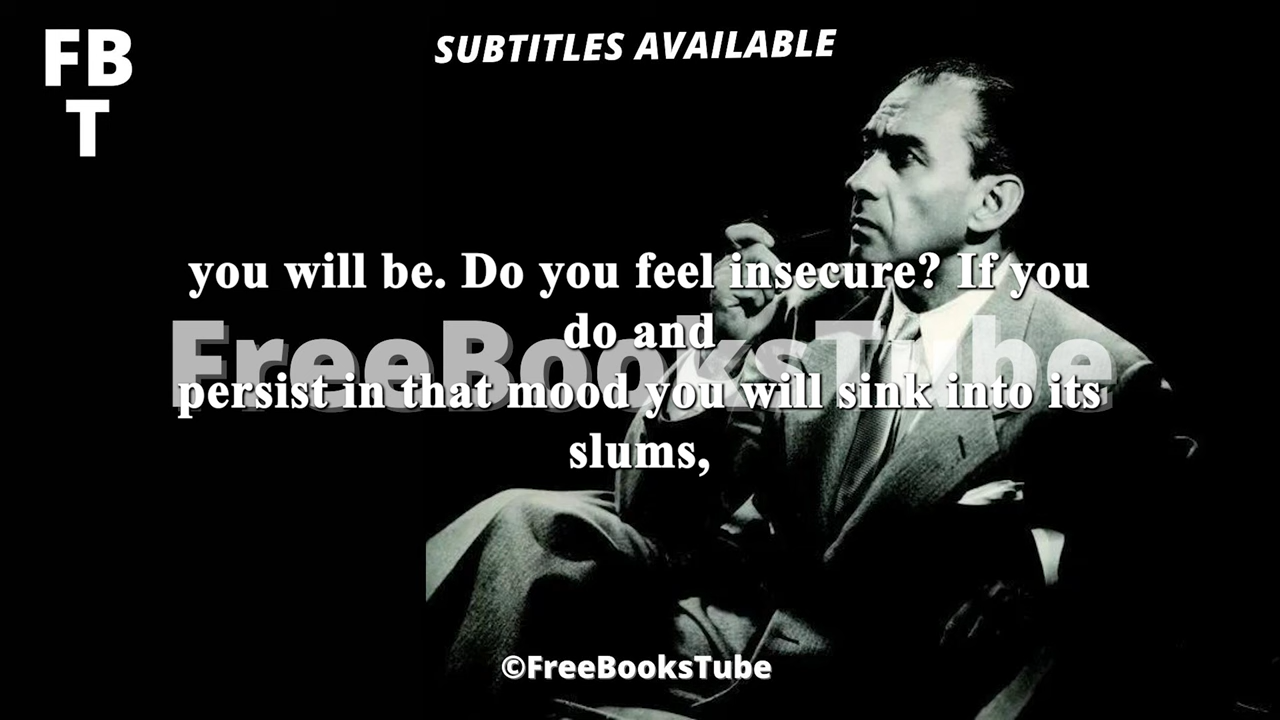 FB
T
SUBTITLES AVAILABLE
you will be. Do you feel insecure? If you
do and
FreeBooksTube
persist in that mood you will sink into its
slums,
©FreeBooksTube